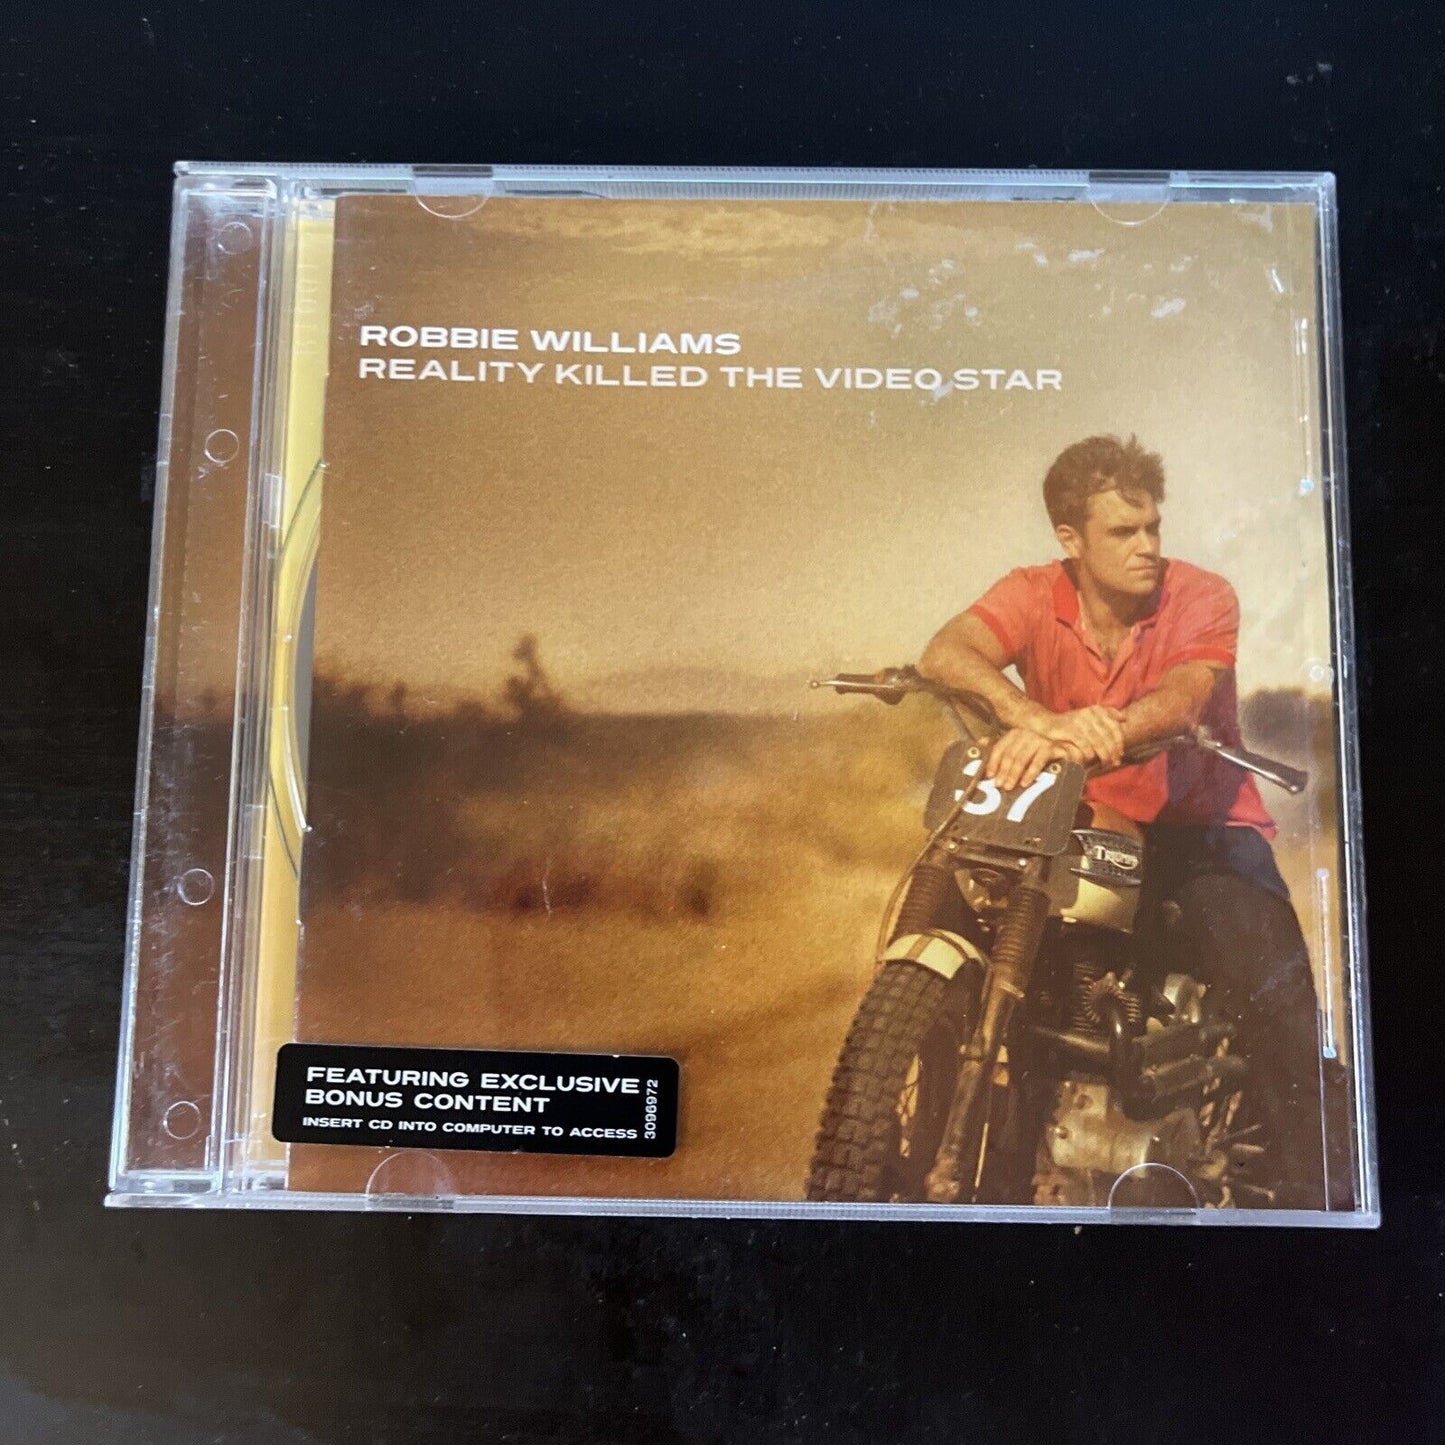 ROBBIE WILLIAMS
REALITY KILLED THE VIDEO STAR
37
TRIUMPH
FEATURING EXCLUSIVE
BONUS CONTENT
INSERT CD INTO COMPUTER TO ACCESS
3096972